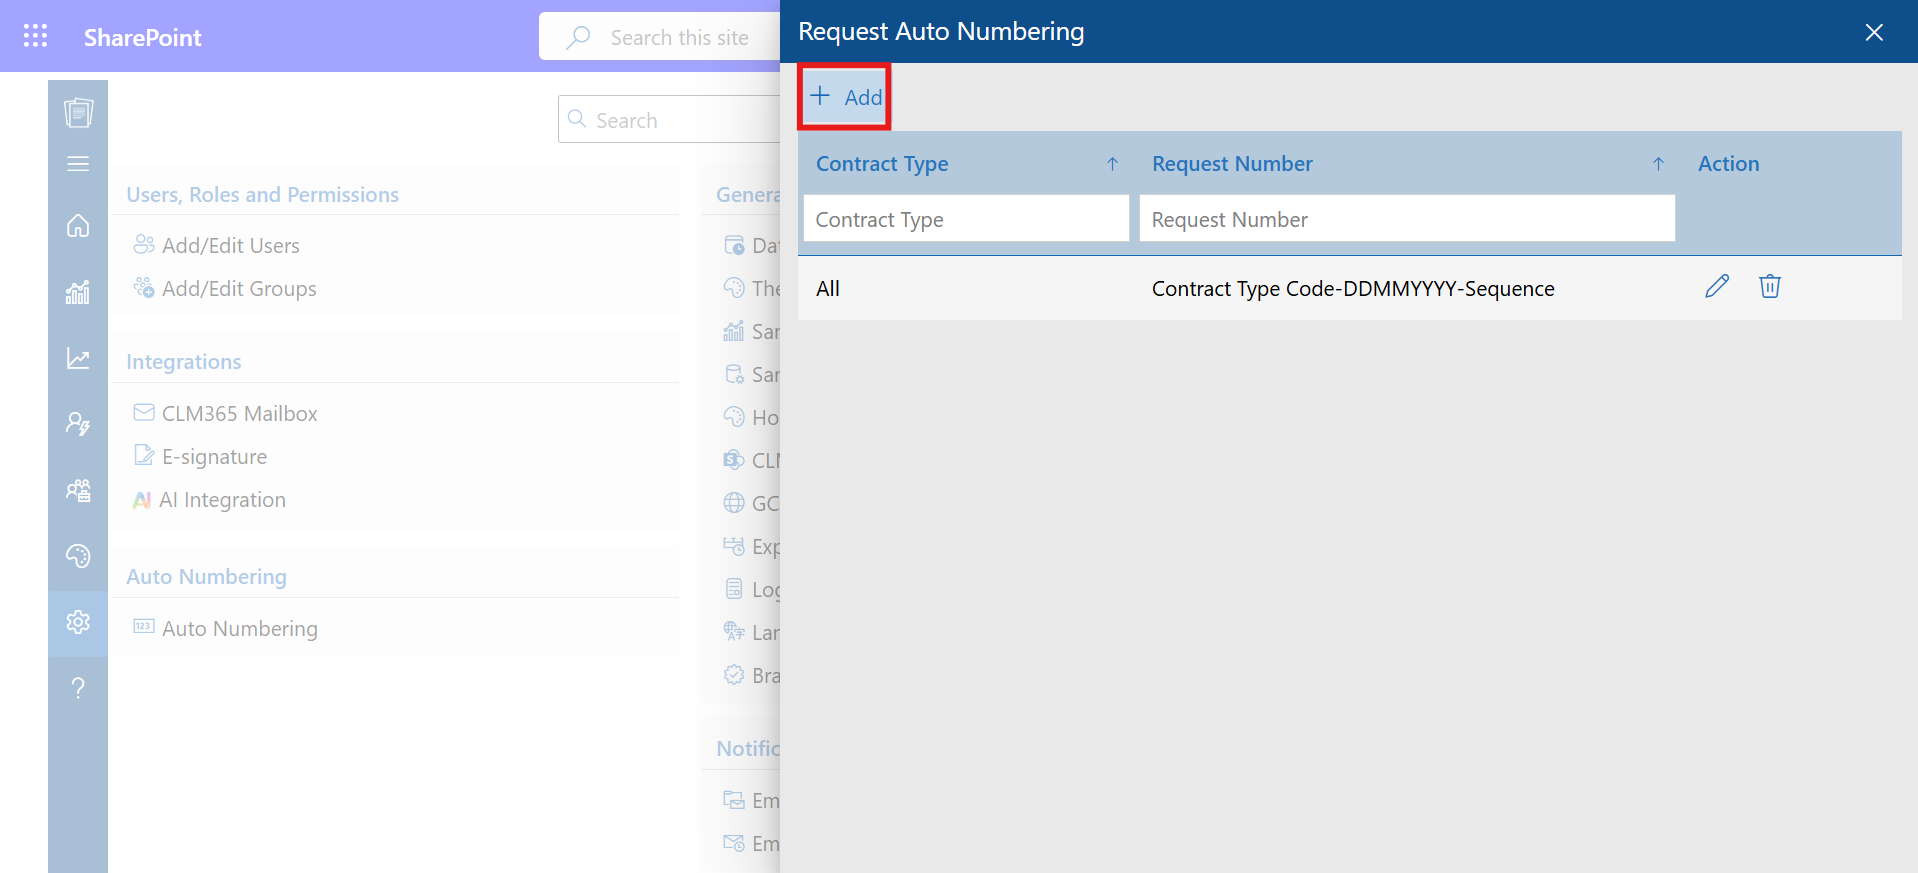 SharePoint
Search this site
Search
Users, Roles and Permissions
Add/Edit Users
Add/Edit Groups
Integrations
CLM365 Mailbox
E-signature
AI Integration
Auto Numbering
123 Auto Numbering
Genera
Da
The
Sar
Sar
Ho
CLM
GC
Exp
Log
Lan
Bra
Notific
Em
Em
Request Auto Numbering
Add
Contract Type Request Number Action
Contract Type Request Number
All Contract Type Code-DDMMYYYY-Sequence